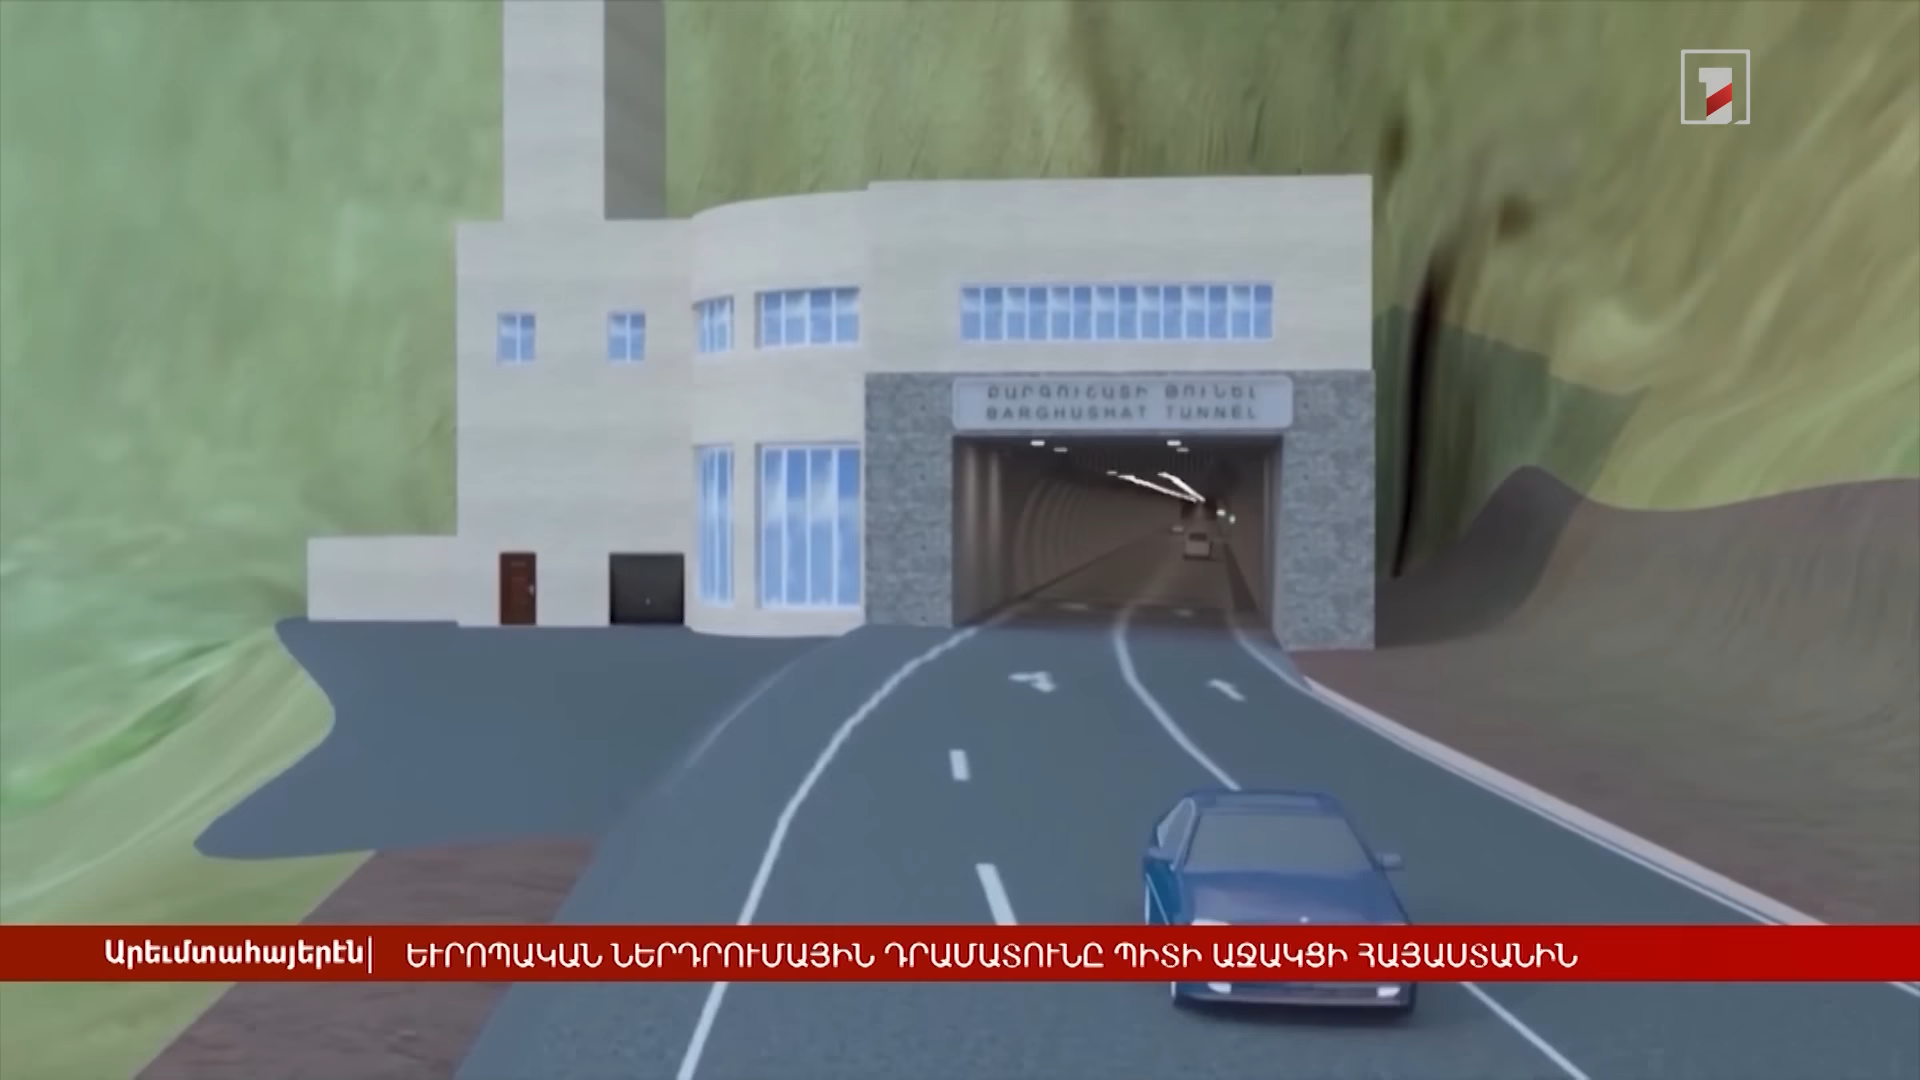 ԲԱՐԳՈՒՇԱՏԻ ԹՈՒՆԵԼ
BARGHUSHAT TUNNEL
Արեւմտահայերէն| ԵՒՐՈՊԱԿԱՆ ՆԵՐԴՐՈՒՄԱՅԻՆ ԴՐԱՄԱՏՈՒՆԸ ՊԻՏԻ ԱՋԱԿՑԻ ՀԱՅԱՍՏԱՆԻՆ